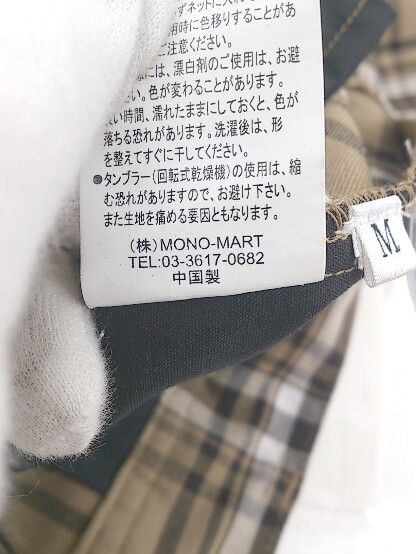 ずネットに入れ
用時に色移りすることがあ
ご注意ください。
際には、漂白剤のご使用は、お避
い。色が変わることがあります。
い時間、濡れたままにしておくと、色が
落ちる恐れがあります。洗濯後は、形
を整えてすぐに干してください。
●タンブラー（回転式乾燥機）の使用は、縮
む恐れがありますので、お避け下さい。
また生地を痛める要因ともなります。
（株）MONO-MART
TEL:03-3617-0682
中国製
M